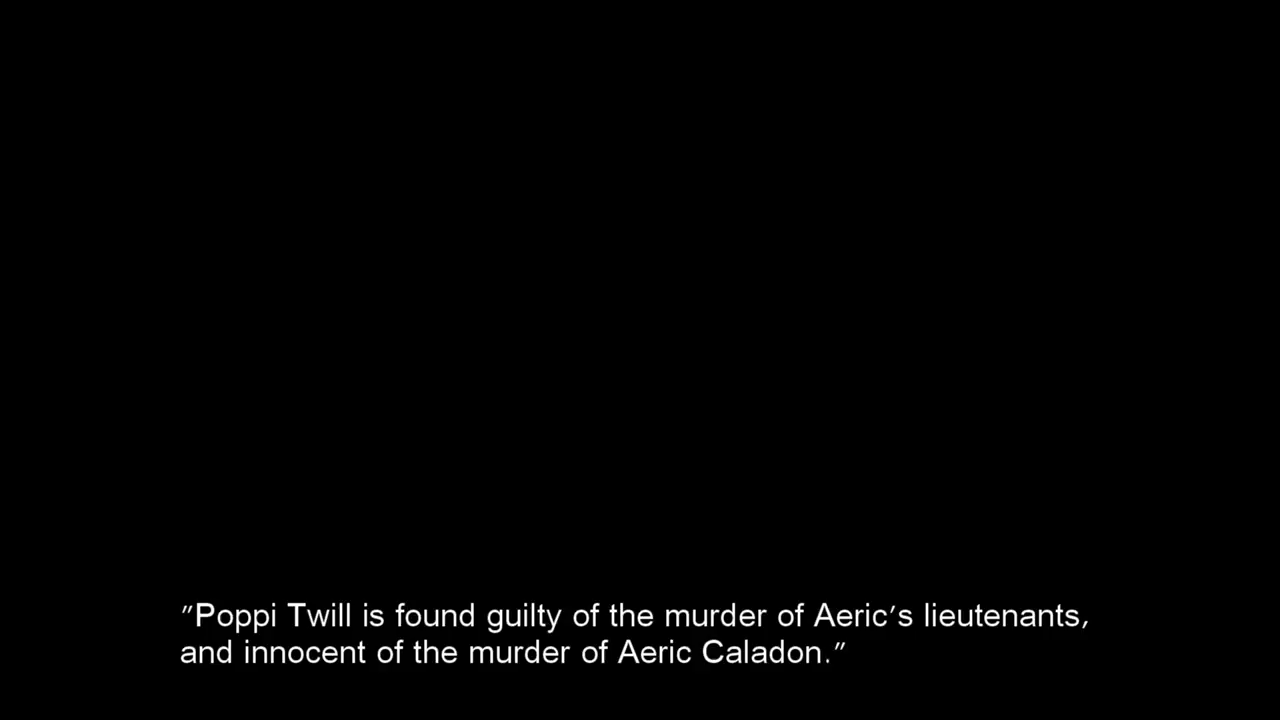 "Poppi Twill is found guilty of the murder of Aeric's lieutenants,
and innocent of the murder of Aeric Caladon."